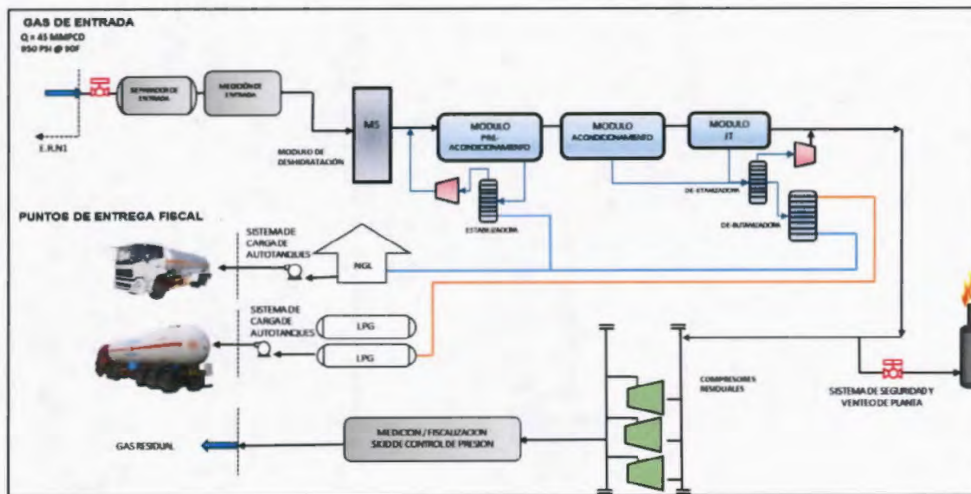 GAS DE ENTRADA
Q = 45 MMPCD
950 PSI @ 90F
SEPARADOR DE
ENTRADA
MEDICIÓN DE
ENTRADA
E.R.N1
MODULO DE
DESHIDRATACIÓN
MS
MODULO
PRE-
ACONDICIONAMIENTO
MODULO
ACONDICIONAMIENTO
MODULO
JT
ESTABILIZADORA
DE-ETANIZADORA
DE-BUTANIZADORA
PUNTOS DE ENTREGA FISCAL
SISTEMA DE
CARGA DE
AUTOTANQUES
NGL
SISTEMA DE
CARGA DE
AUTOTANQUES
LPG
LPG
COMPRESORES
RESIDUALES
SISTEMA DE SEGURIDAD Y
VENTEO DE PLANTA
GAS RESIDUAL
MEDICION / FISCALIZACION
SKID DE CONTROL DE PRESION